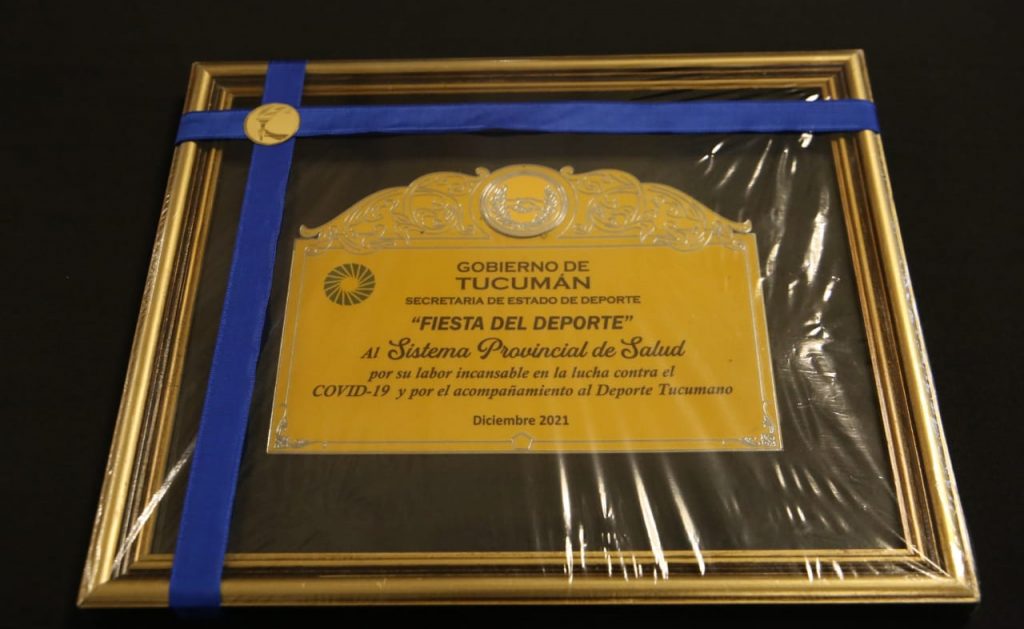 GOBIERNO DE
TUCUMÁN
SECRETARIA DE ESTADO DE DEPORTE
“FIESTA DEL DEPORTE”
Al Sistema Provincial de Salud
por su labor incansable en la lucha contra el
COVID-19 y por el acompañamiento al Deporte Tucumano
Diciembre 2021